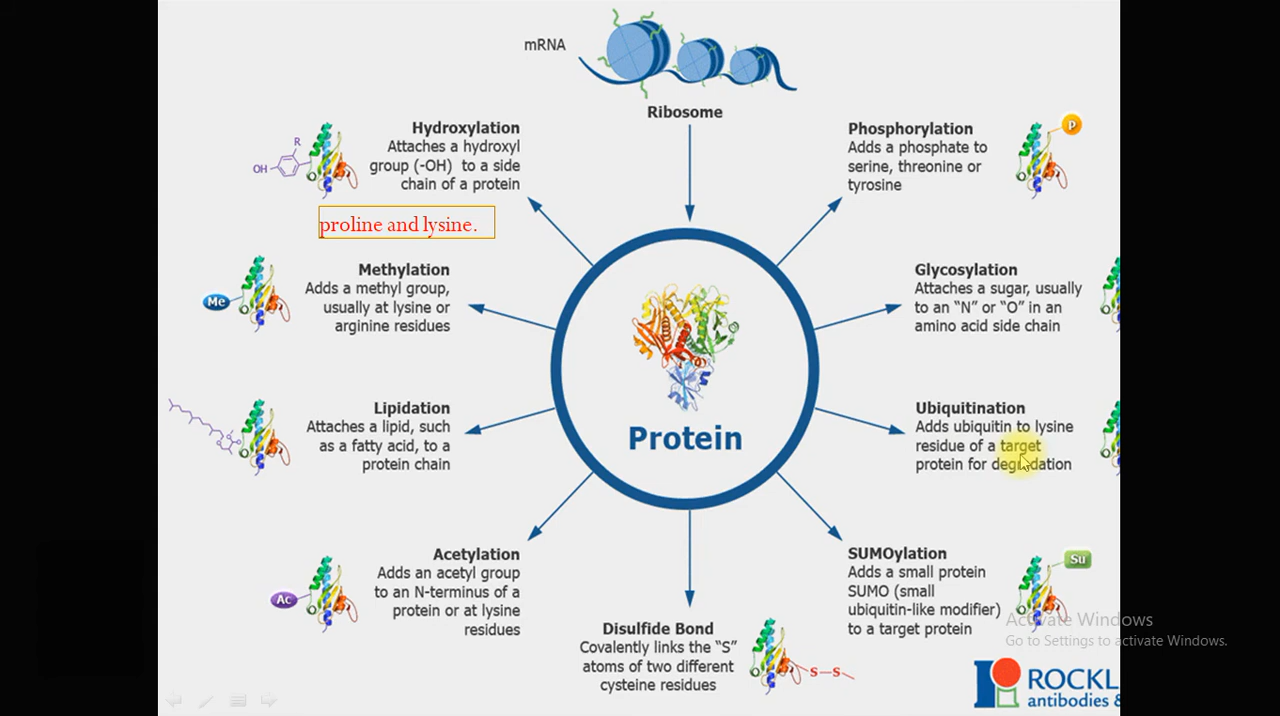 mRNA
Ribosome
Hydroxylation
Attaches a hydroxyl
group (-OH) to a side
chain of a protein
OH
R
proline and lysine.
Phosphorylation
Adds a phosphate to
serine, threonine or
tyrosine
P
Methylation
Adds a methyl group,
usually at lysine or
arginine residues
Me
Glycosylation
Attaches a sugar, usually
to an “N” or “O” in an
amino acid side chain
Lipidation
Attaches a lipid, such
as a fatty acid, to a
protein chain
Protein
Ubiquitination
Adds ubiquitin to lysine
residue of a target
protein for degradation
Acetylation
Adds an acetyl group
to an N-terminus of a
protein or at lysine
residues
Ac
Disulfide Bond
Covalently links the “S”
atoms of two different
cysteine residues
S—S
SUMOylation
Adds a small protein
SUMO (small
ubiquitin-like modifier)
to a target protein
Su
Activate Windows
Go to Settings to activate Windows.
ROCKL
antibodies &